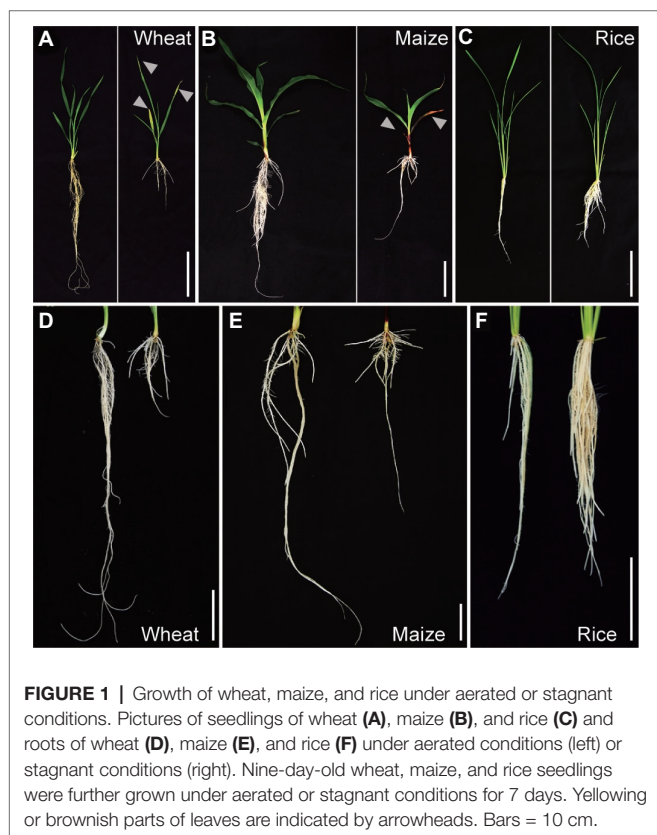 A Wheat B Maize C Rice
D E F
Wheat Maize Rice
FIGURE 1 | Growth of wheat, maize, and rice under aerated or stagnant
conditions. Pictures of seedlings of wheat (A), maize (B), and rice (C) and
roots of wheat (D), maize (E), and rice (F) under aerated conditions (left) or
stagnant conditions (right). Nine-day-old wheat, maize, and rice seedlings
were further grown under aerated or stagnant conditions for 7 days. Yellowing
or brownish parts of leaves are indicated by arrowheads. Bars = 10 cm.